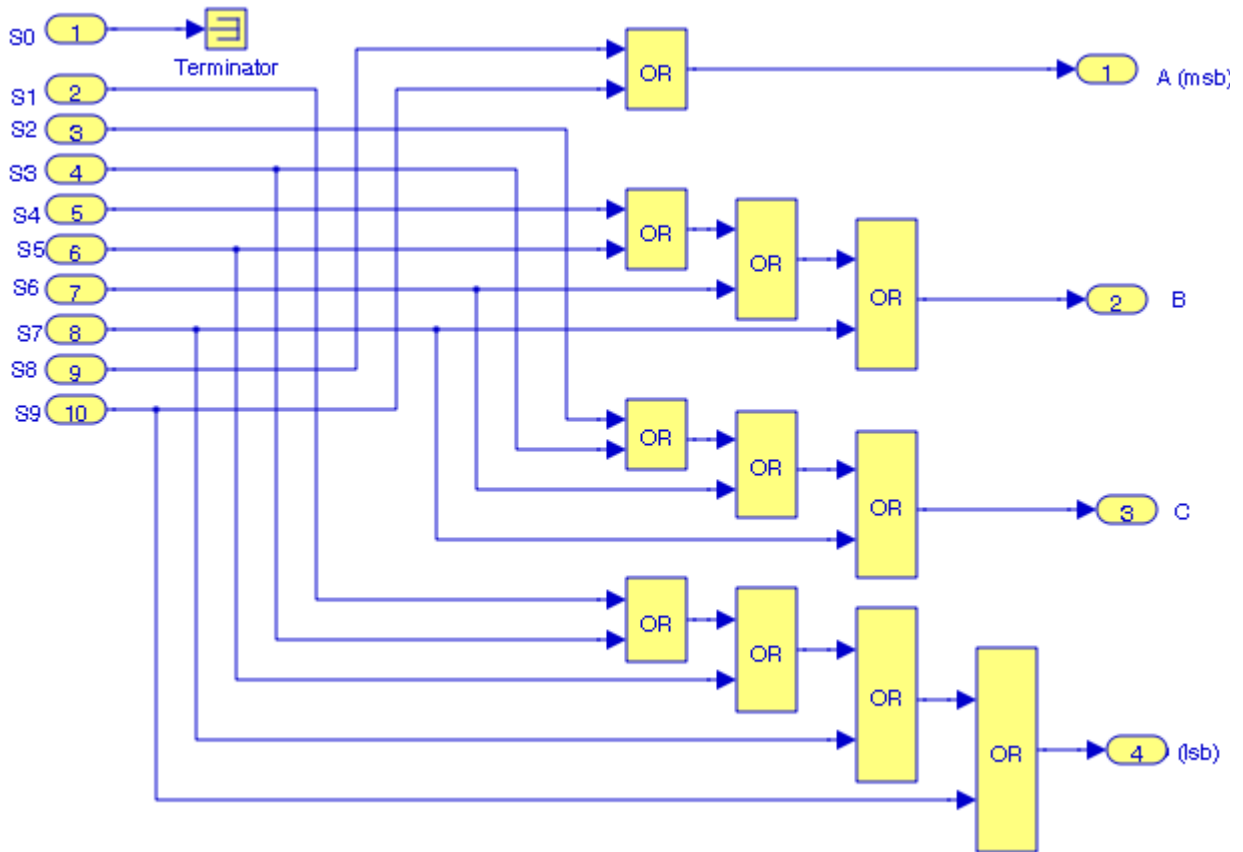 S0 1
Terminator
S1 2
S2 3
S3 4
S4 5
S5 6
S6 7
S7 8
S8 9
S9 10
OR
1 A (msb)
OR
OR
OR
2 B
OR
OR
OR
3 C
OR
OR
OR
OR
4 (lsb)